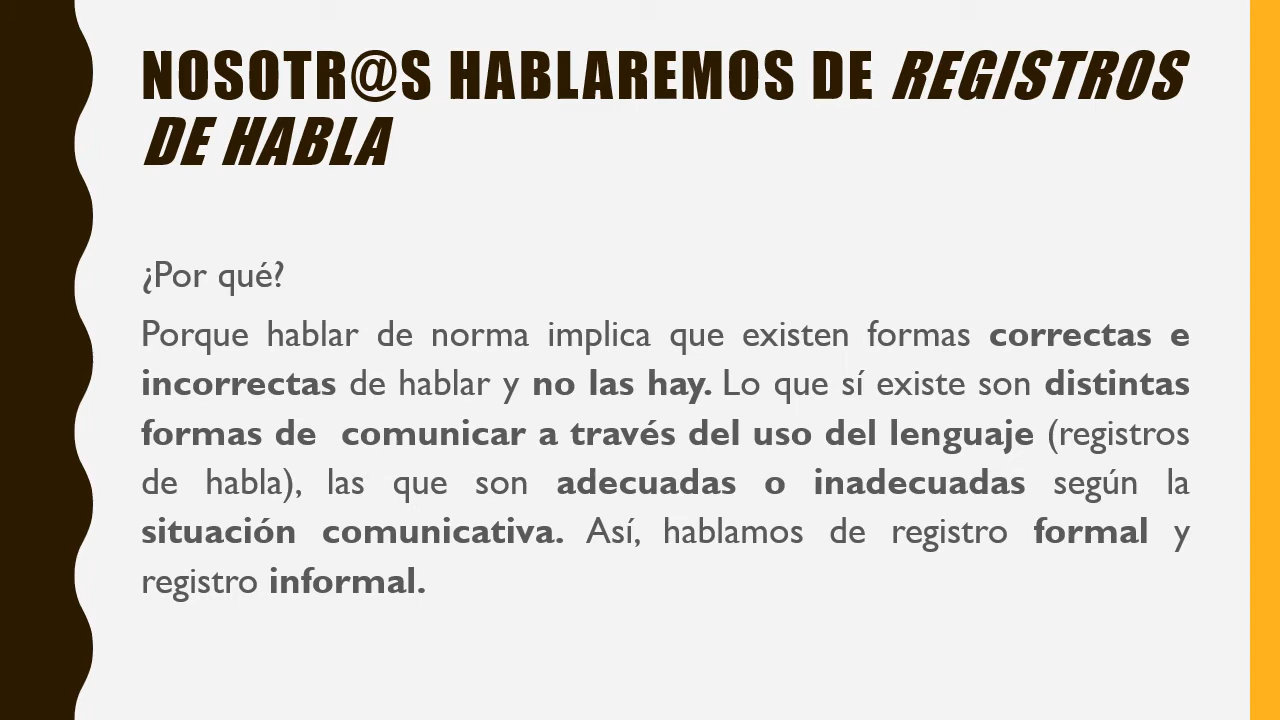 NOSOTR@S HABLAREMOS DE REGISTROS
DE HABLA
¿Por qué?
Porque hablar de norma implica que existen formas correctas e
incorrectas de hablar y no las hay. Lo que sí existe son distintas
formas de  comunicar a través del uso del lenguaje (registros
de habla), las que son adecuadas o inadecuadas según la
situación comunicativa. Así, hablamos de registro formal y
registro informal.